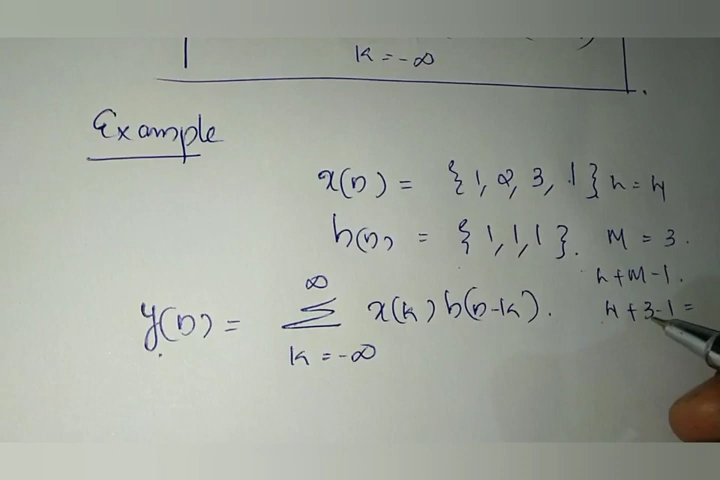 K = -∞
Example
x(n) = {1, 2, 3, 1} n = 4
h(n) = {1, 1, 1}. M = 3.
n+M-1.
y(n) = ∞ Σ k = -∞ x(k) h(n-k). 4+3-1=